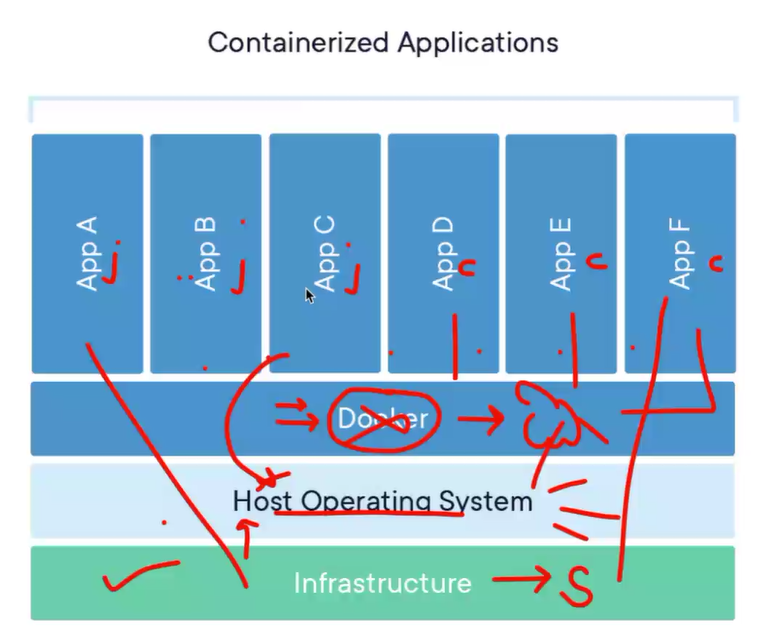 Containerized Applications
App A App B App C App D App E App F
j j j c c c
Docker
Host Operating System
Infrastructure S